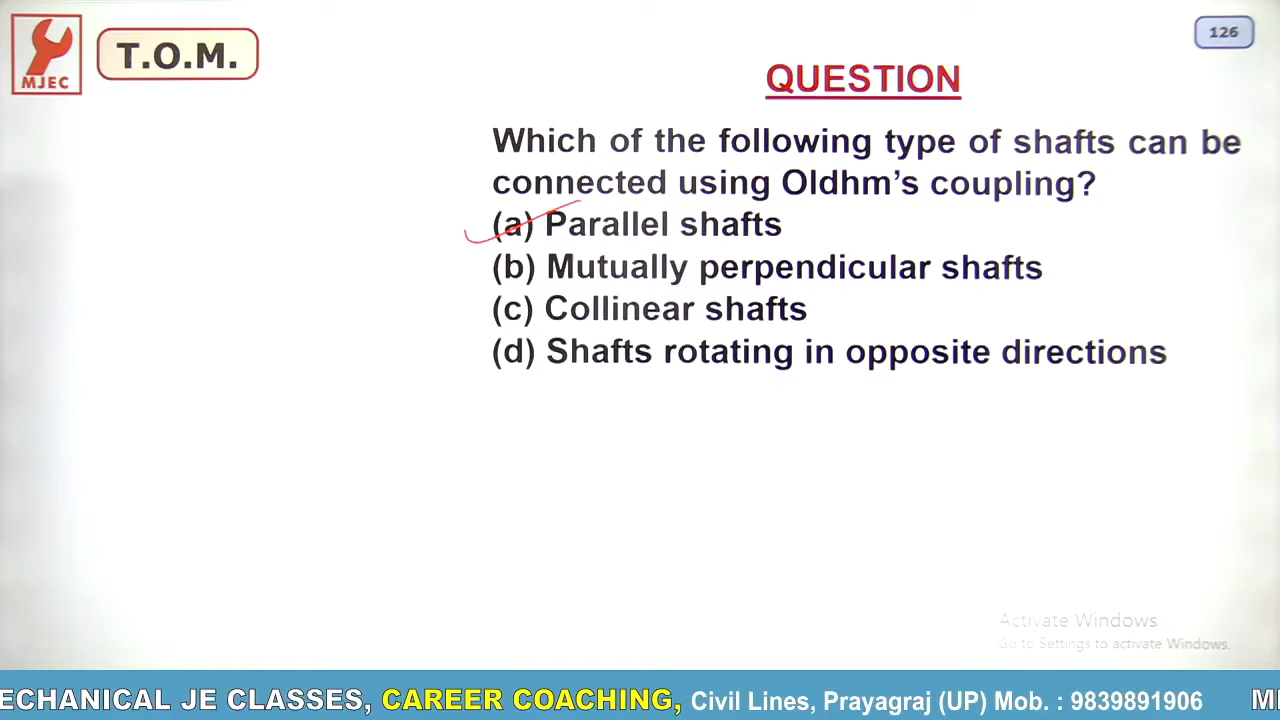 MJEC
T.O.M.
126
QUESTION
Which of the following type of shafts can be
connected using Oldhm’s coupling?
(a) Parallel shafts
(b) Mutually perpendicular shafts
(c) Collinear shafts
(d) Shafts rotating in opposite directions
Activate Windows
Go to Settings to activate Windows.
ECHANICAL JE CLASSES, CAREER COACHING, Civil Lines, Prayagraj (UP) Mob. : 9839891906